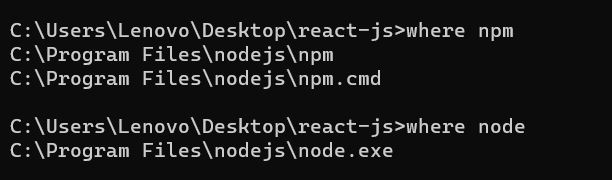 C:\Users\Lenovo\Desktop\react-js>where npm
C:\Program Files\nodejs\npm
C:\Program Files\nodejs\npm.cmd
C:\Users\Lenovo\Desktop\react-js>where node
C:\Program Files\nodejs\node.exe